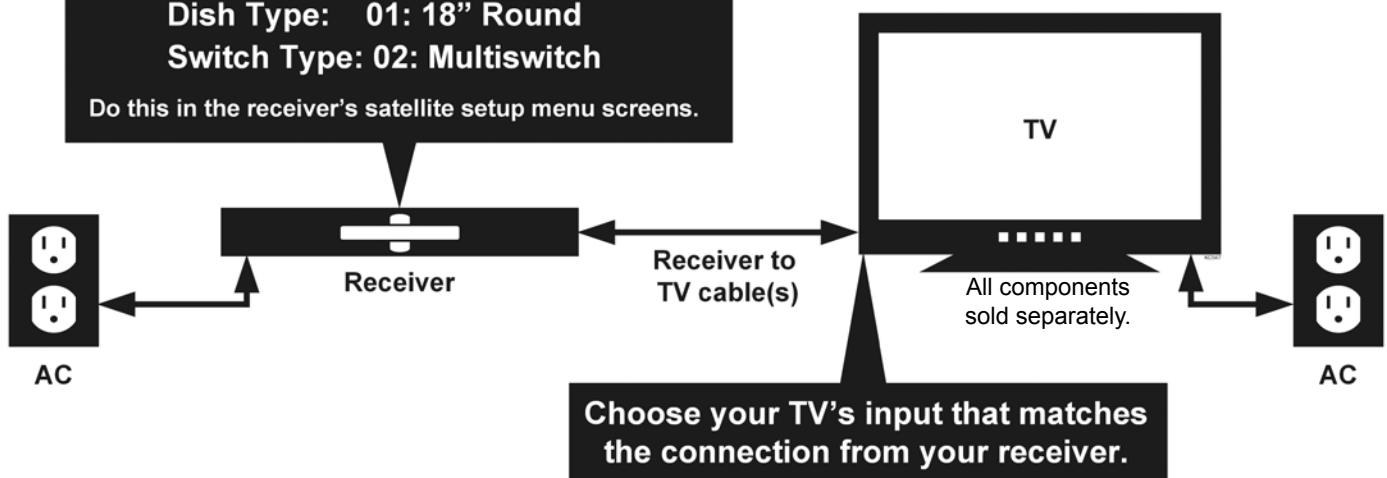 Dish Type: 01: 18” Round
Switch Type: 02: Multiswitch
Do this in the receiver’s satellite setup menu screens.
TV
Receiver
Receiver to
TV cable(s)
All components
sold separately.
AC
AC
Choose your TV’s input that matches
the connection from your receiver.